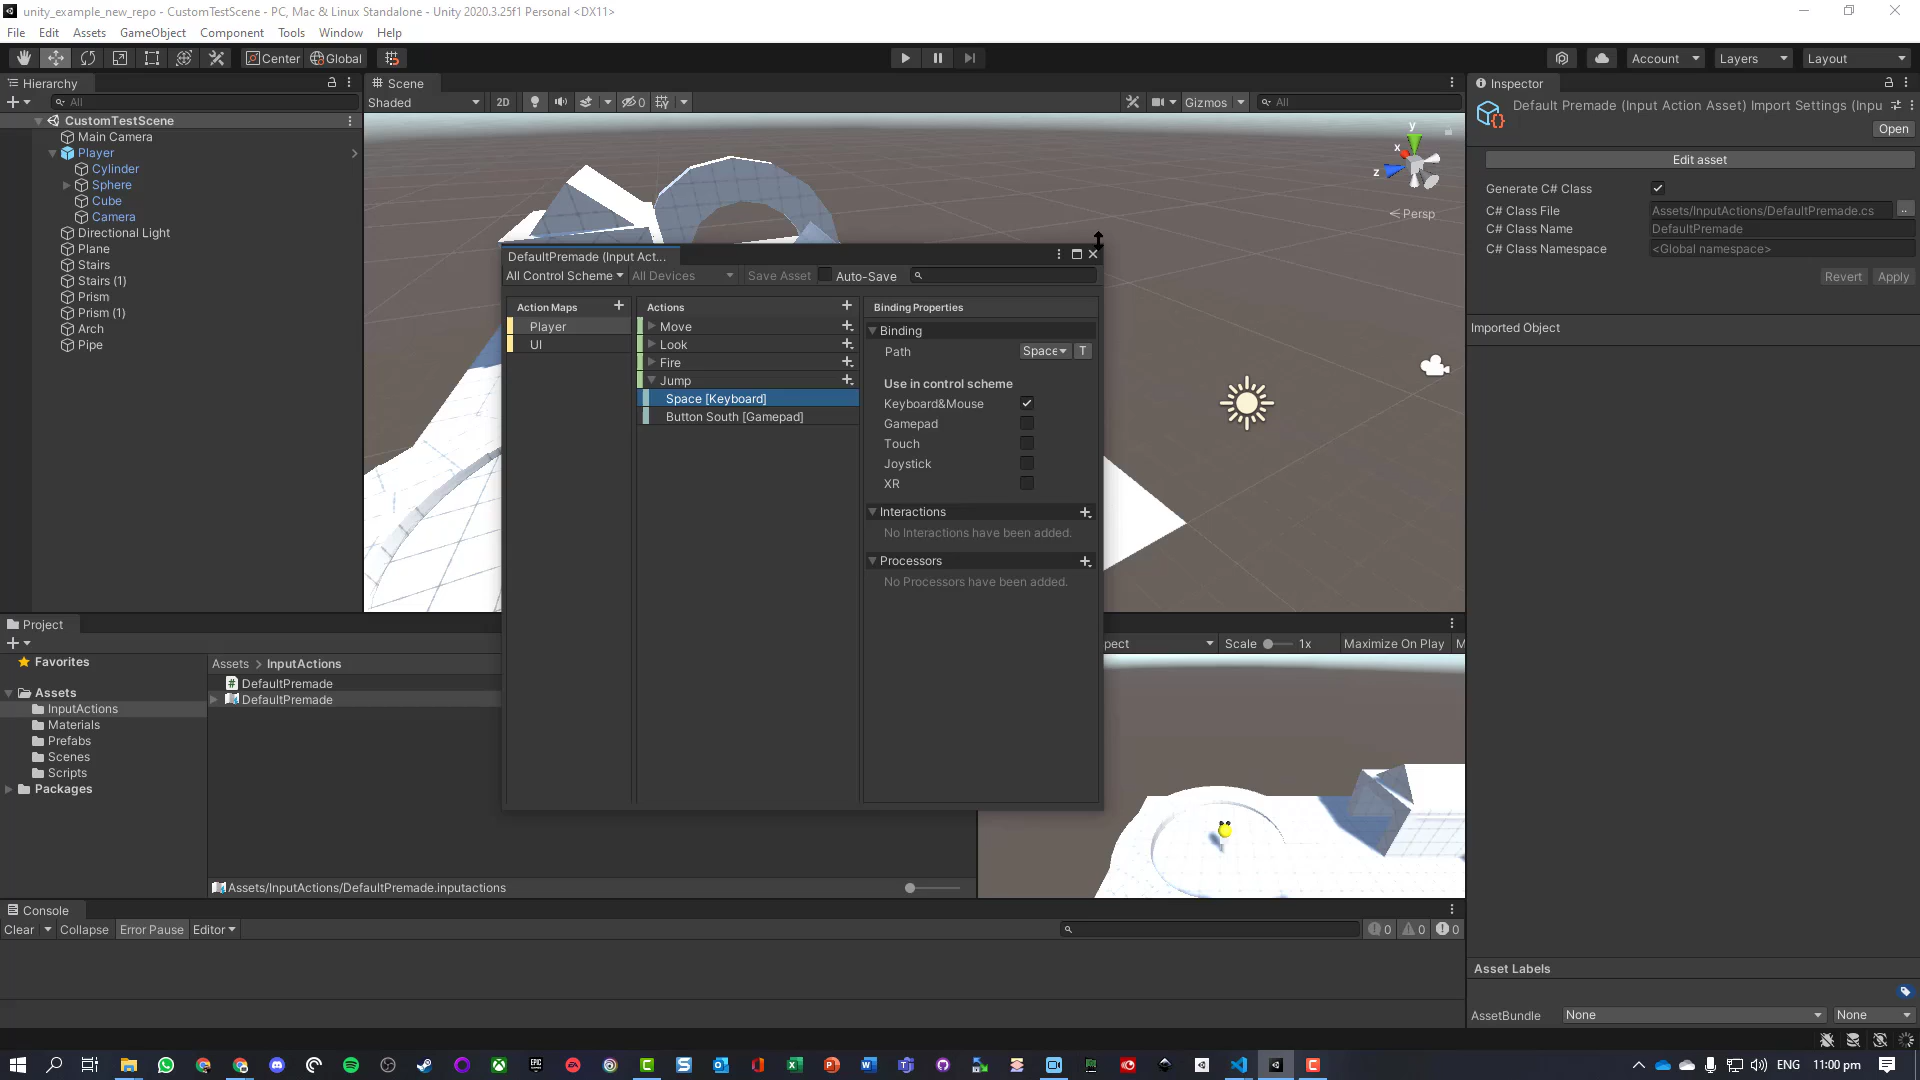 unity_example_new_repo - CustomTestScene - PC, Mac & Linux Standalone - Unity 2020.3.25f1 Personal <DX11>
File Edit Assets GameObject Component Tools Window Help
Center Global Account Layers Layout
Hierarchy
All
CustomTestScene
Main Camera
Player
Cylinder
Sphere
Cube
Camera
Directional Light
Plane
Stairs
Stairs (1)
Prism
Prism (1)
Arch
Pipe
Scene
Shaded 2D 0 Gizmos All
y
x
z
Persp
DefaultPremade (Input Act...
All Control Scheme All Devices Save Asset Auto-Save
Action Maps
Player
UI
Actions
Move
Look
Fire
Jump
Space [Keyboard]
Button South [Gamepad]
Binding Properties
Binding
Path Space T
Use in control scheme
Keyboard&Mouse
Gamepad
Touch
Joystick
XR
Interactions
No Interactions have been added.
Processors
No Processors have been added.
Inspector
Default Premade (Input Action Asset) Import Settings (Inpu
Open
Edit asset
Generate C# Class
C# Class File Assets/InputActions/DefaultPremade.cs ..
C# Class Name DefaultPremade
C# Class Namespace <Global namespace>
Revert Apply
Imported Object
Asset Labels
AssetBundle None None
Project
Favorites
Assets
InputActions
Materials
Prefabs
Scenes
Scripts
Packages
Assets > InputActions
DefaultPremade
DefaultPremade
Assets/InputActions/DefaultPremade.inputactions
pect Scale 1x Maximize On Play M
Console
Clear Collapse Error Pause Editor 0 0 0
ENG 11:00 pm